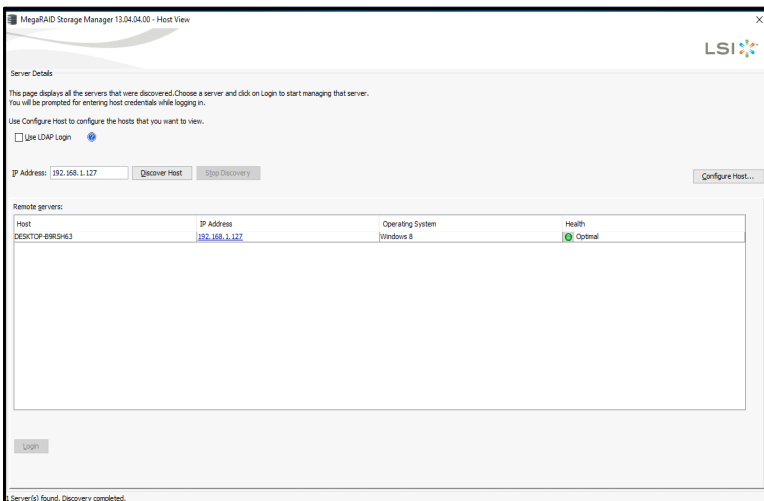 MegaRAID Storage Manager 13.04.04.00 - Host View
LSI
Server Details
This page displays all the servers that were discovered.Choose a server and click on Login to start managing that server.
You will be prompted for entering host credentials while logging in.
Use Configure Host to configure the hosts that you want to view.
Use LDAP Login ?
IP Address: 192.168.1.127 Discover Host Stop Discovery
Configure Host...
Remote servers:
Host IP Address Operating System Health
DESKTOP-B9RSH63 192.168.1.127 Windows 8 Optimal
Login
1 Server(s) found. Discovery completed.